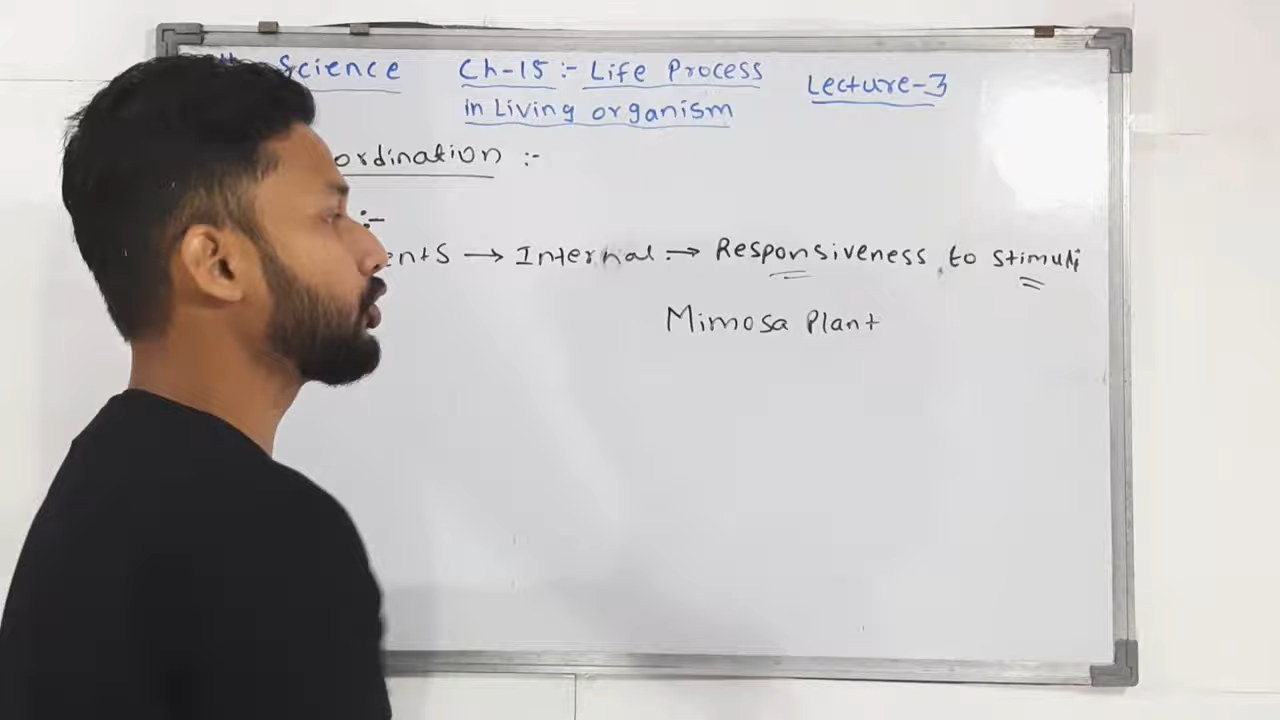 Science Ch-15 :- Life Process Lecture-3
in Living organism
ordination :-
:-
ents → Internal → Responsiveness to stimuli
Mimosa Plant